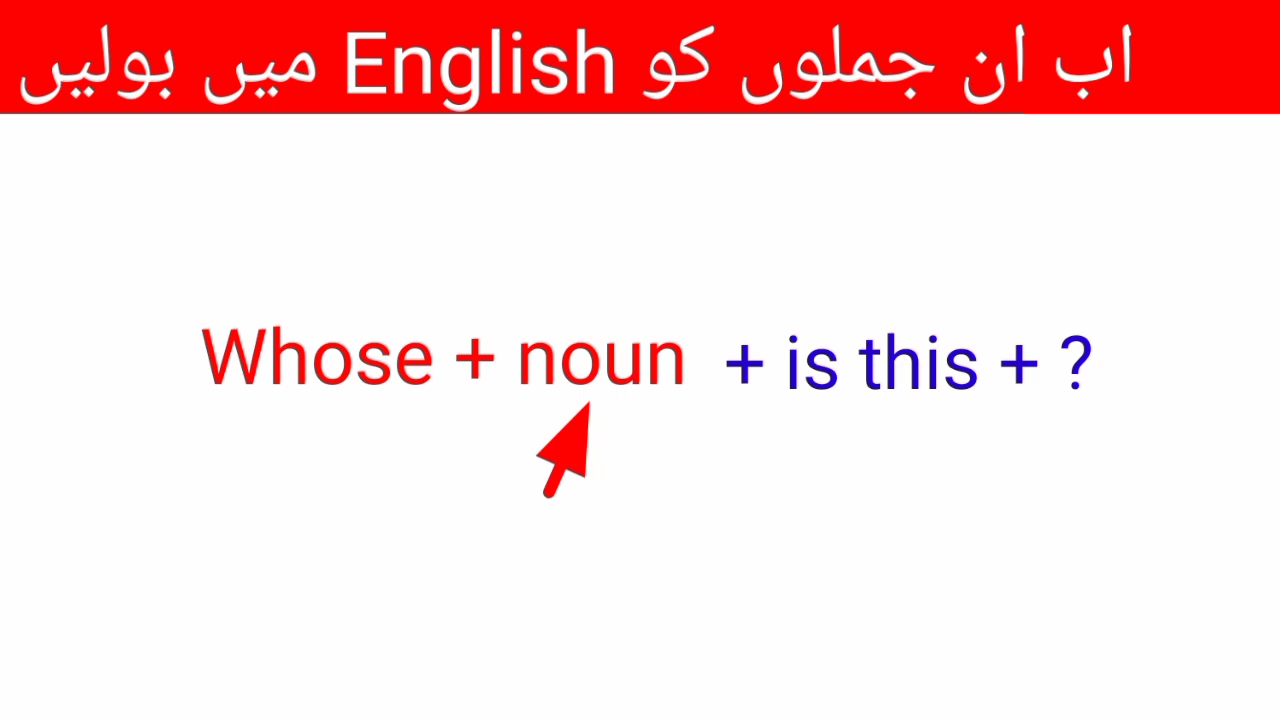 اب ان جملوں کو English میں بولیں
Whose + noun + is this + ?